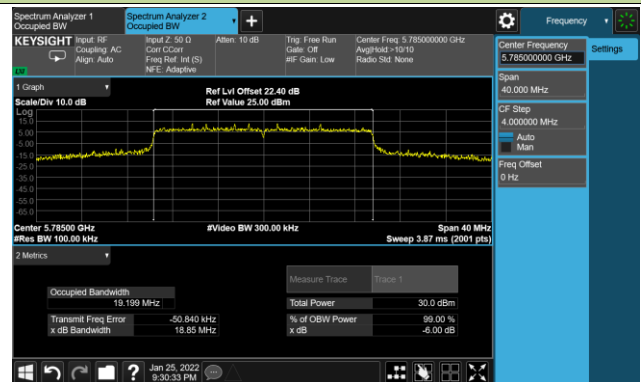 Spectrum Analyzer 1
Occupied BW
Spectrum Analyzer 2
Occupied BW
Frequency
KEYSIGHT
Input: RF
Coupling: AC
Align: Auto
Input Z: 50 Ω
Corr CCorr
Freq Ref: Int (S)
NFE: Adaptive
Atten: 10 dB
Trig: Free Run
Gate: Off
#IF Gain: Low
Center Freq: 5.785000000 GHz
Avg|Hold:>10/10
Radio Std: None
Center Frequency
5.785000000 GHz
Settings
Span
40.000 MHz
CF Step
4.000000 MHz
Auto
Man
Freq Offset
0 Hz
1 Graph
Scale/Div 10.0 dB
Ref Lvl Offset 22.40 dB
Ref Value 25.00 dBm
Log
15.0
5.00
-5.00
-15.0
-25.0
-35.0
-45.0
-55.0
-65.0
Center 5.78500 GHz
#Res BW 100.00 kHz
#Video BW 300.00 kHz
Span 40 MHz
Sweep 3.87 ms (2001 pts)
2 Metrics
Measure Trace
Trace 1
Occupied Bandwidth
19.199 MHz
Total Power
30.0 dBm
Transmit Freq Error
-50.840 kHz
% of OBW Power
99.00 %
x dB Bandwidth
18.85 MHz
x dB
-6.00 dB
Jan 25, 2022
9:30:33 PM